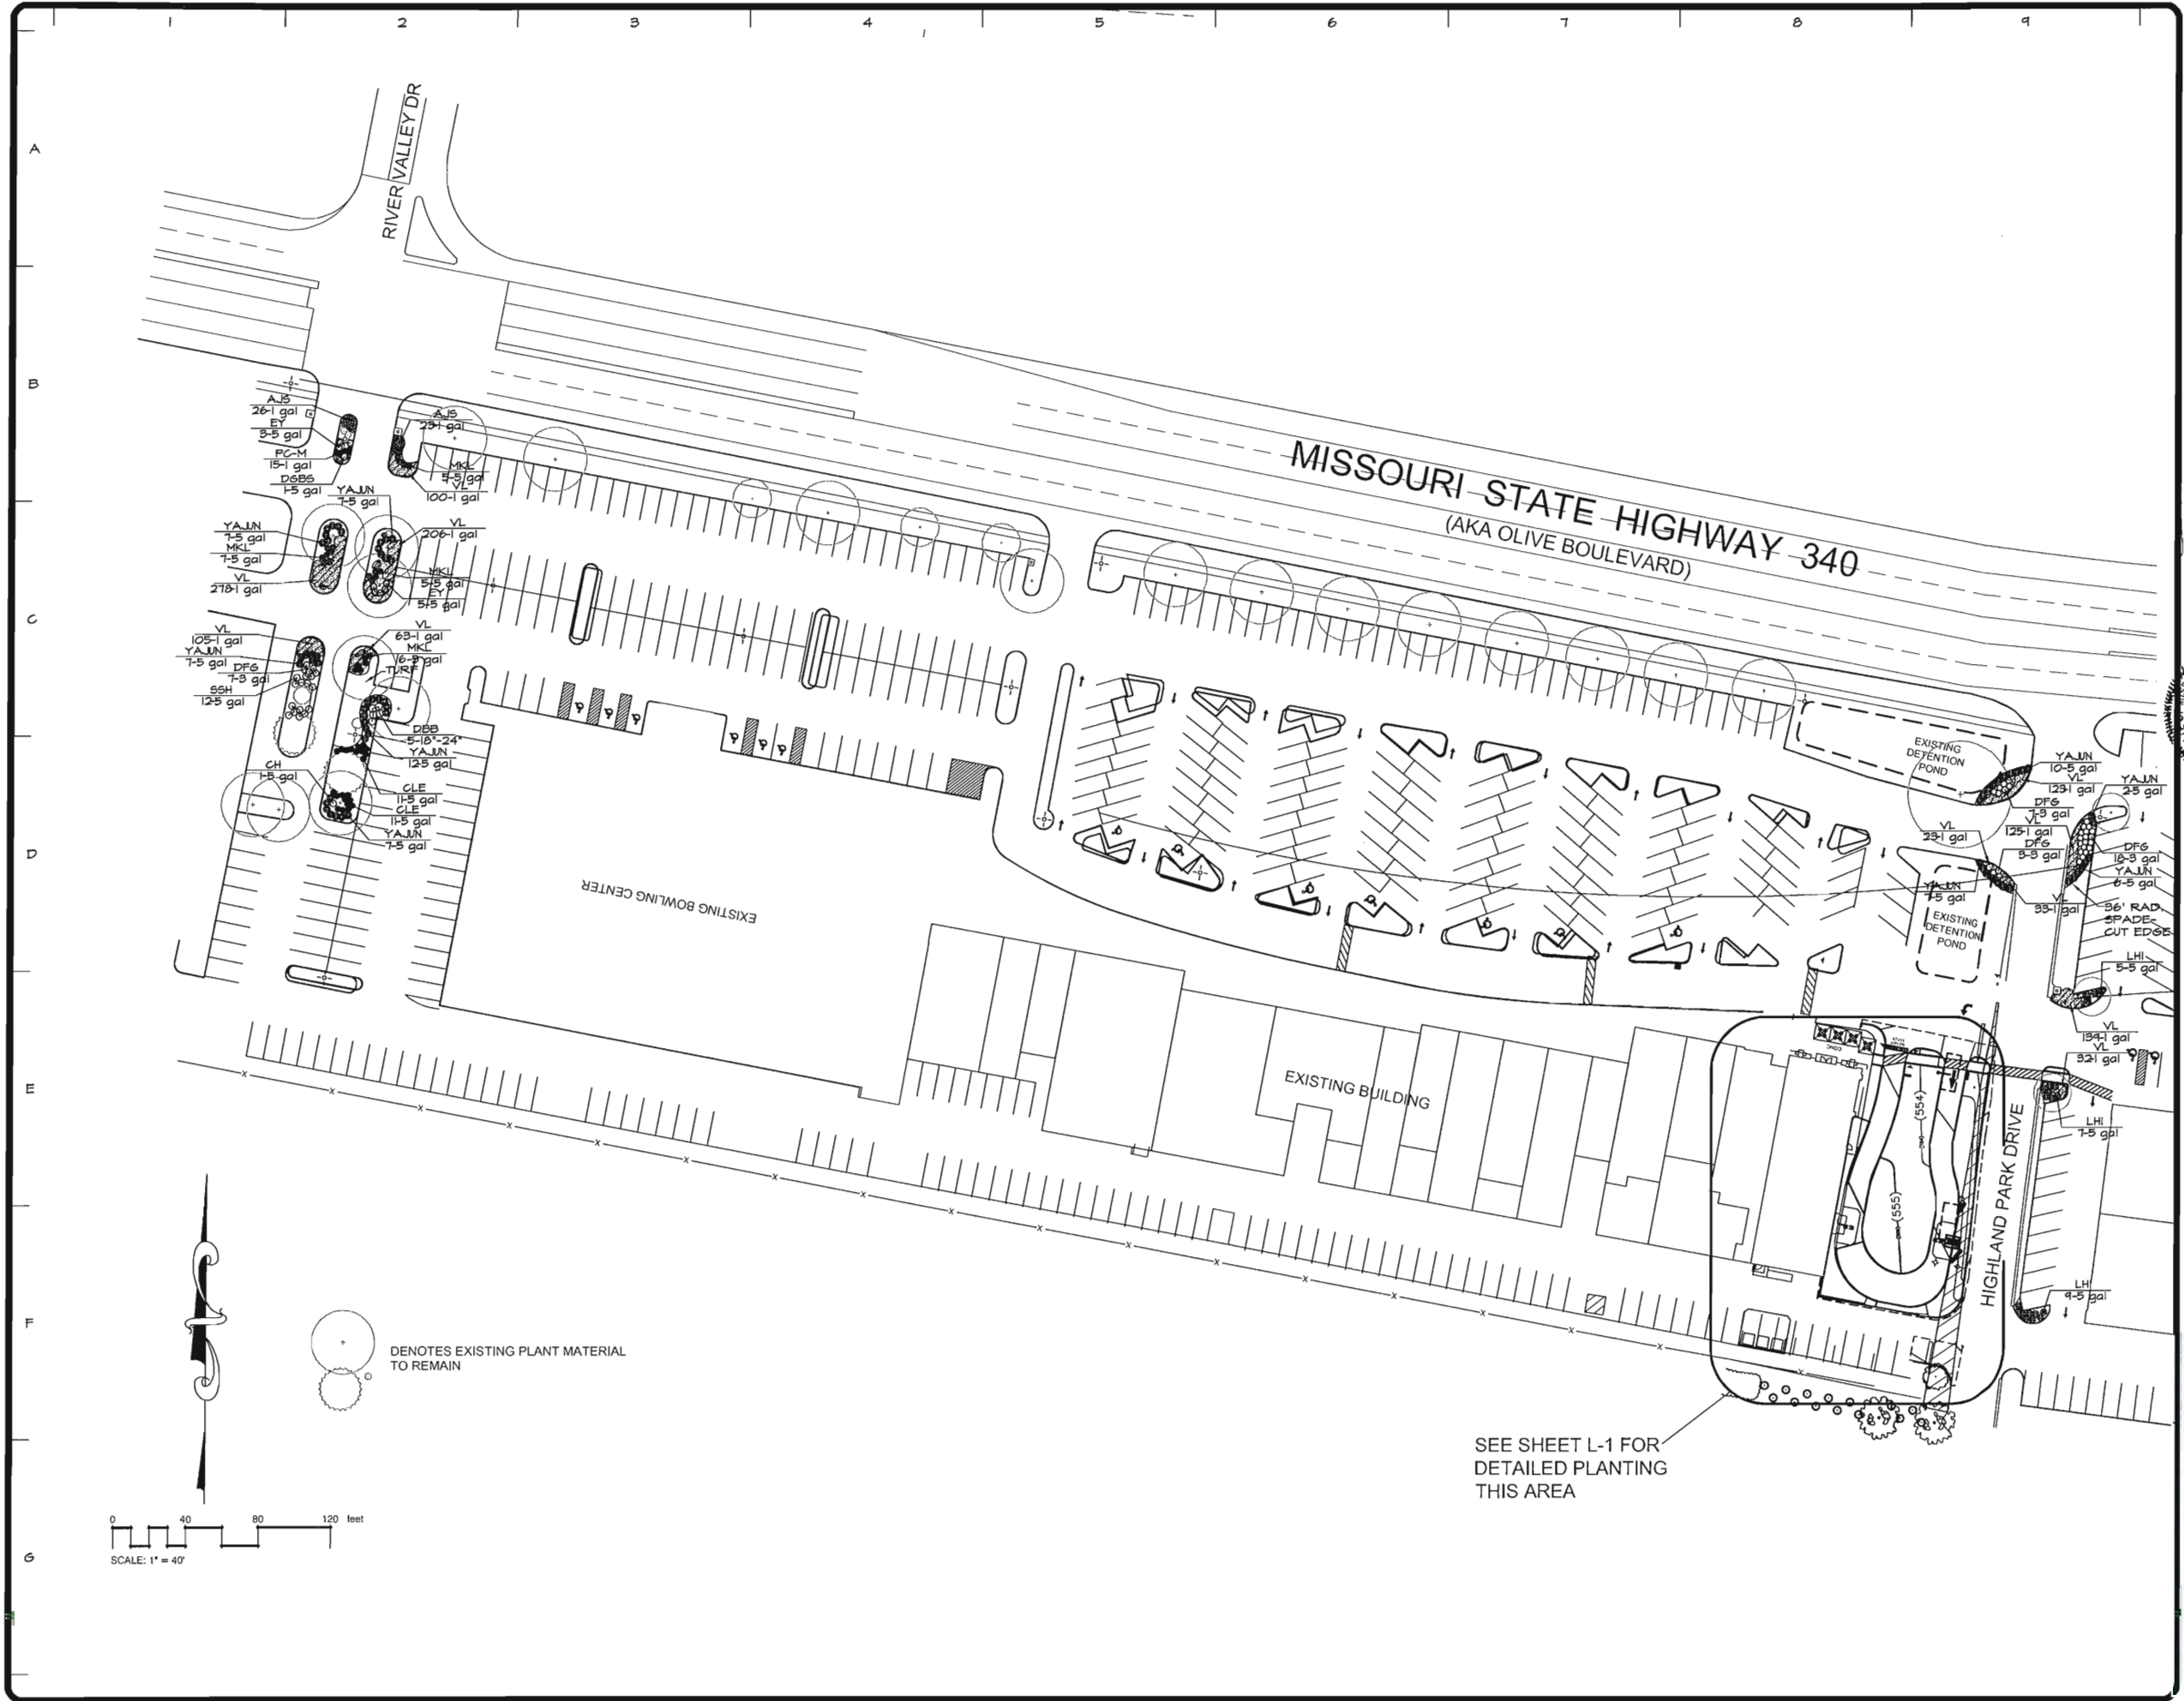 1 2 3 4 5 6 7 8 9
A
B
C
D
E
F
G
RIVER VALLEY DR
MISSOURI STATE HIGHWAY 340
(AKA OLIVE BOULEVARD)
AJS
26-1 gal
EY
3-5 gal
PC-M
15-1 gal
DGBS
1-5 gal
AJS
23-1 gal
MKL
5-5 gal
VL
100-1 gal
YAJUN
7-5 gal
YAJUN
7-5 gal
MKL
7-5 gal
VL
278-1 gal
VL
206-1 gal
MKL
5-5 gal
EY
5-5 gal
VL
105-1 gal
YAJUN
7-5 gal
DFG
7-3 gal
SSH
12-5 gal
VL
63-1 gal
MKL
6-5 gal
TURF
DBB
5-18"-24"
YAJUN
12-5 gal
CH
1-5 gal
CLE
11-5 gal
CLE
11-5 gal
YAJUN
7-5 gal
EXISTING BOWLING CENTER
EXISTING BUILDING
EXISTING
DETENTION
POND
YAJUN
10-5 gal
VL
123-1 gal
DFG
7-3 gal
YAJUN
2-5 gal
VL
125-1 gal
DFG
3-3 gal
VL
23-1 gal
DFG
18-3 gal
YAJUN
6-5 gal
YAJUN
7-5 gal
VL
33-1 gal
36' RAD.
SPADE-
CUT EDGE
EXISTING
DETENTION
POND
LHI
5-5 gal
VL
VL
32-1 gal
LHI
7-5 gal
LHI
9-5 gal
(554)
(555)
HIGHLAND PARK DRIVE
DENOTES EXISTING PLANT MATERIAL
TO REMAIN
SEE SHEET L-1 FOR
DETAILED PLANTING
THIS AREA
0 40 80 120 feet
SCALE: 1" = 40'